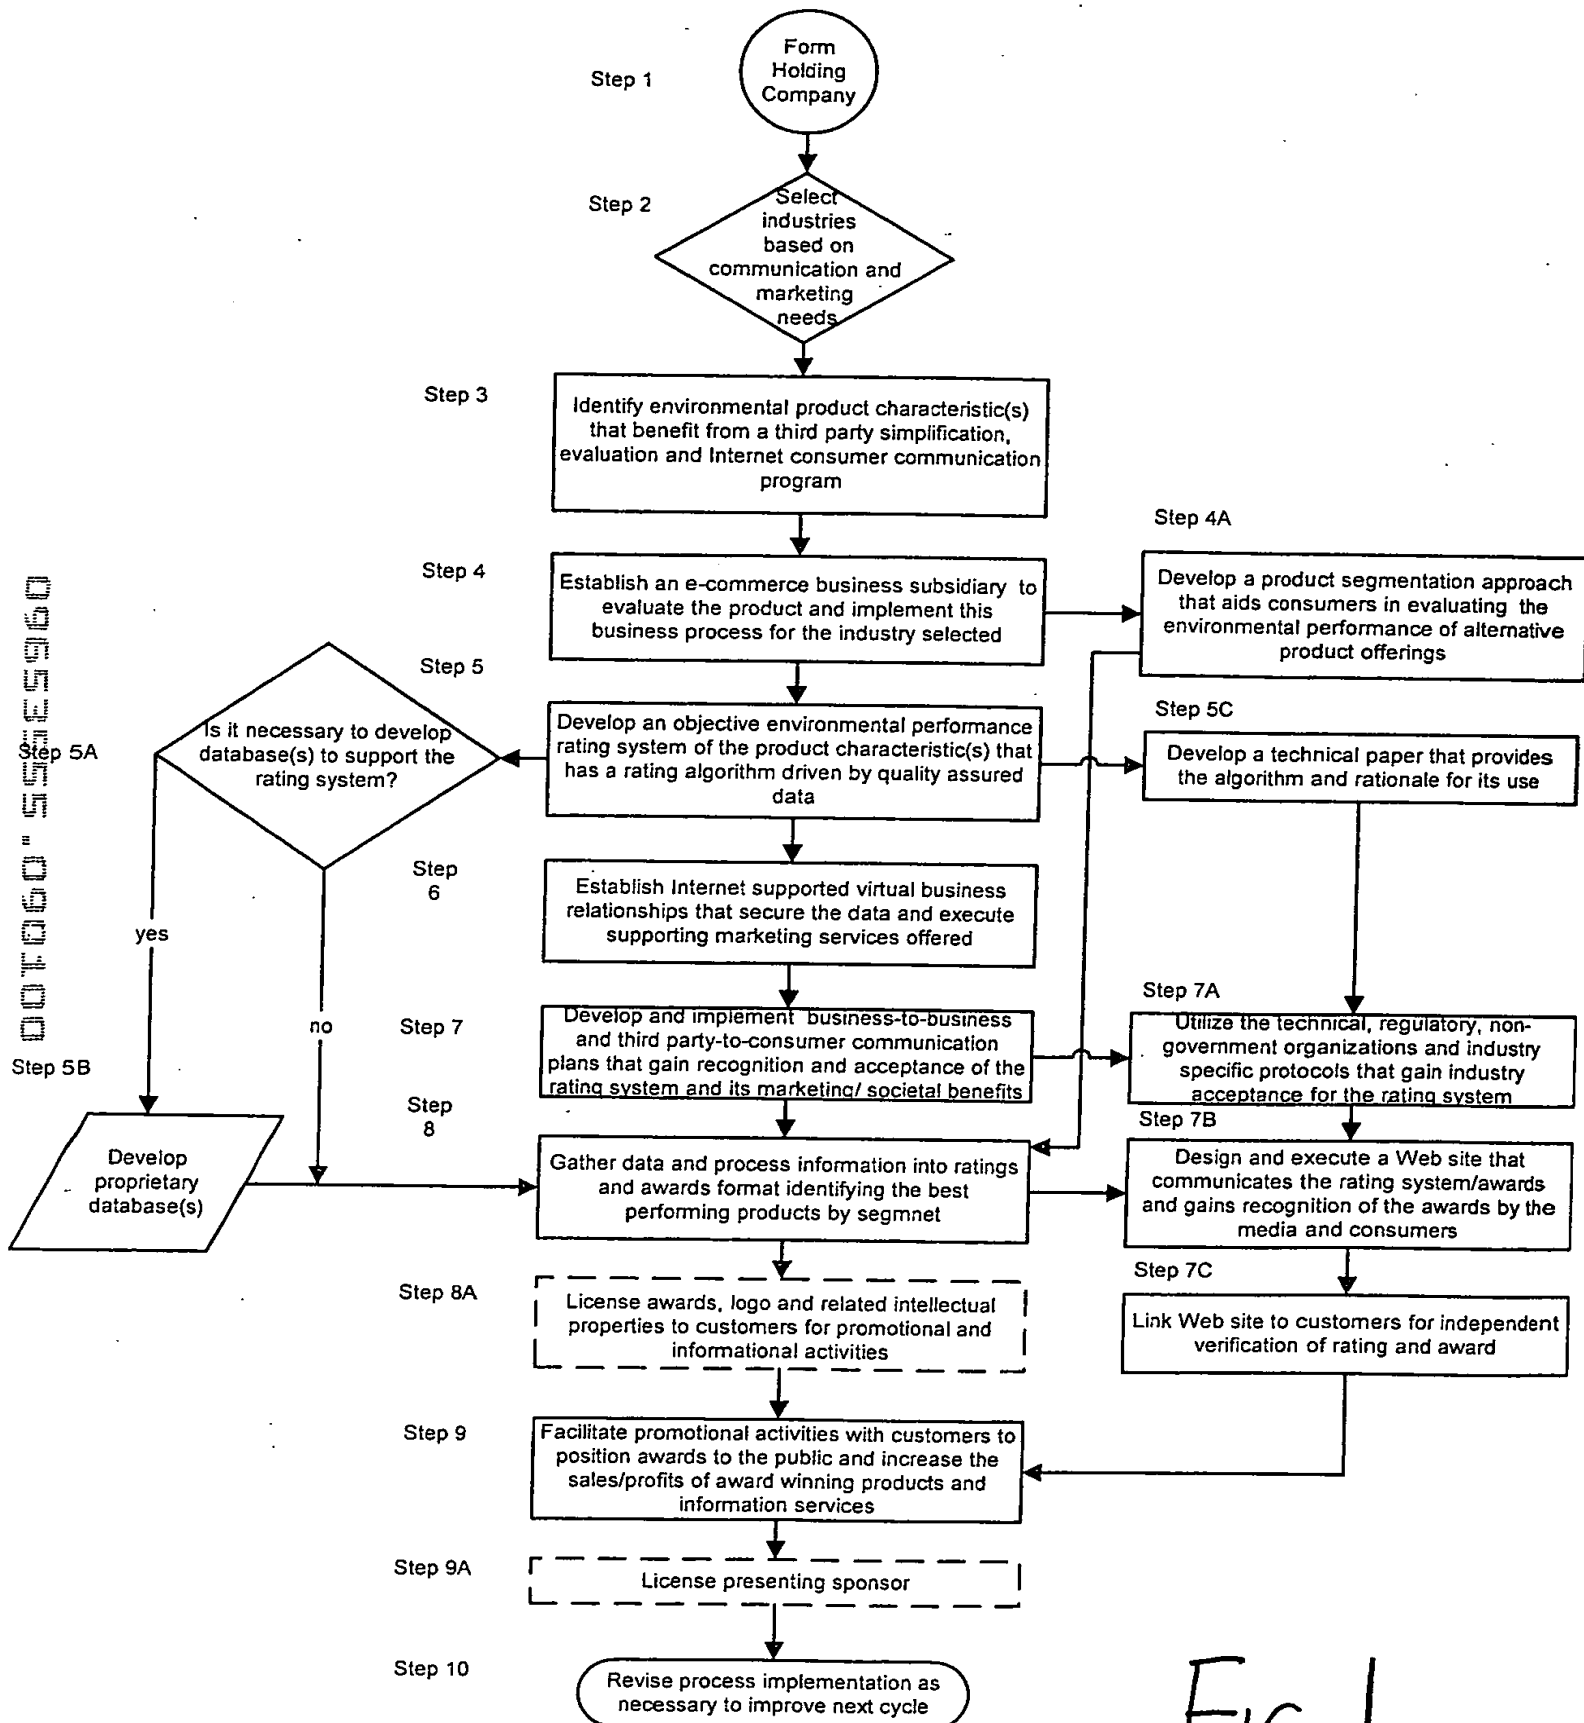 Form
Holding
Company
Step 1
Step 2
Select
industries
based on
communication and
marketing
needs
Step 3
Identify environmental product characteristic(s)
that benefit from a third party simplification,
evaluation and Internet consumer communication
program
Step 4
Establish an e-commerce business subsidiary to
evaluate the product and implement this
business process for the industry selected
Step 4A
Develop a product segmentation approach
that aids consumers in evaluating the
environmental performance of alternative
product offerings
Step 5
Develop an objective environmental performance
rating system of the product characteristic(s) that
has a rating algorithm driven by quality assured
data
Step 5A
Is it necessary to develop
database(s) to support the
rating system?
yes
no
Step 5B
Develop
proprietary
database(s)
Step 5C
Develop a technical paper that provides
the algorithm and rationale for its use
Step
6
Establish Internet supported virtual business
relationships that secure the data and execute
supporting marketing services offered
Step 7
Develop and implement business-to-business
and third party-to-consumer communication
plans that gain recognition and acceptance of the
rating system and its marketing/ societal benefits
Step 7A
Utilize the technical, regulatory, non-
government organizations and industry
specific protocols that gain industry
acceptance for the rating system
Step 7B
Design and execute a Web site that
communicates the rating system/awards
and gains recognition of the awards by the
media and consumers
Step 7C
Link Web site to customers for independent
verification of rating and award
Step
8
Gather data and process information into ratings
and awards format identifying the best
performing products by segmnet
Step 8A
License awards, logo and related intellectual
properties to customers for promotional and
informational activities
Step 9
Facilitate promotional activities with customers to
position awards to the public and increase the
sales/profits of award winning products and
information services
Step 9A
License presenting sponsor
Step 10
Revise process implementation as
necessary to improve next cycle
09653555.090100
Fig 1